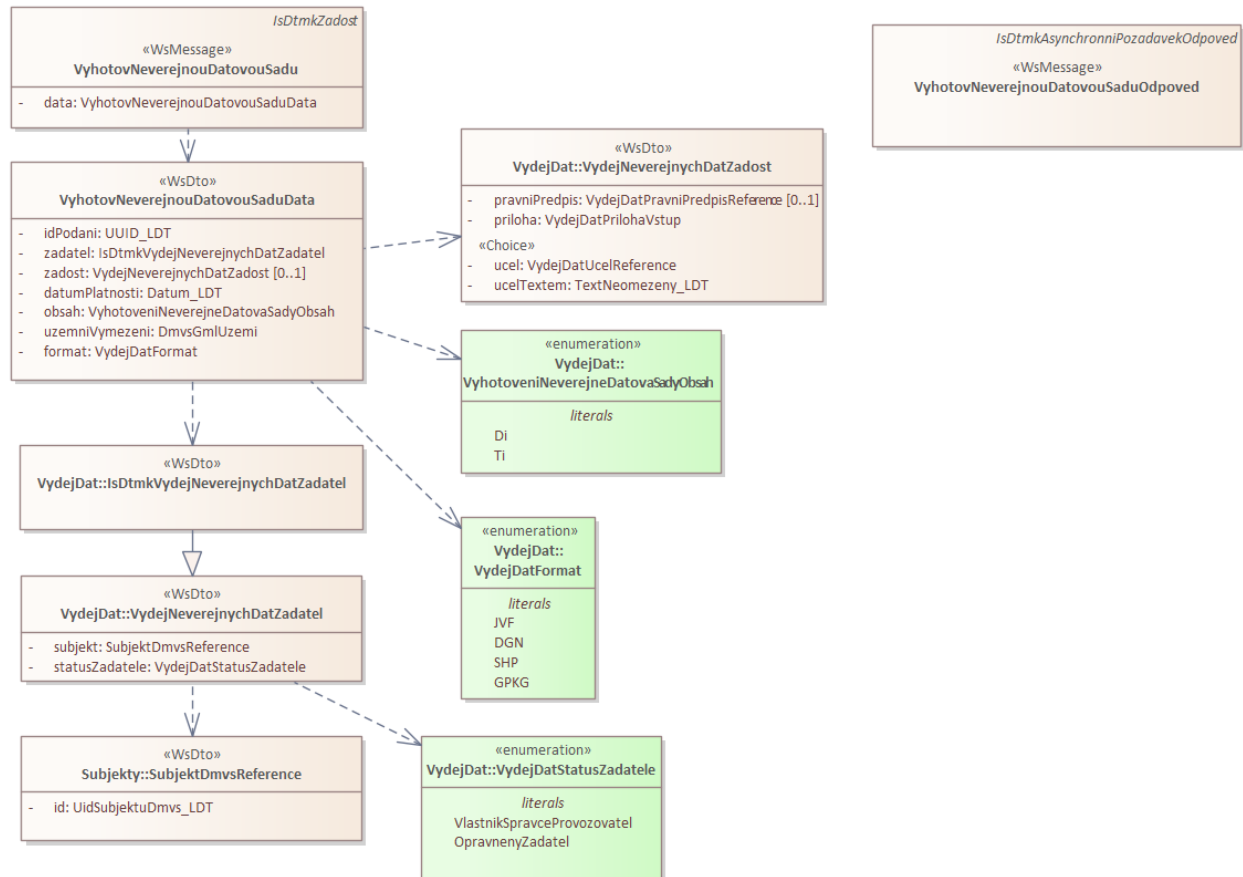 IsDtmkZadost
«WsMessage»
VyhotovNeverejnouDatovouSadu
- data: VyhotovNeverejnouDatovouSaduData
IsDtmkAsynchronniPozadavekOdpoved
«WsMessage»
VyhotovNeverejnouDatovouSaduOdpoved
«WsDto»
VyhotovNeverejnouDatovouSaduData
- idPodani: UUID_LDT
- zadatel: IsDtmkVydejNeverejnychDatZadatel
- zadost: VydejNeverejnychDatZadost [0..1]
- datumPlatnosti: Datum_LDT
- obsah: VyhotoveniNeverejneDatovaSadyObsah
- uzemniVymezeni: DmvsGmlUzemi
- format: VydejDatFormat
«WsDto»
VydejDat::VydejNeverejnychDatZadost
- pravniPredpis: VydejDatPravniPredpisReference [0..1]
- priloha: VydejDatPrilohaVstup
«Choice»
- ucel: VydejDatUcelReference
- ucelTextem: TextNeomezeny_LDT
«enumeration»
VydejDat::
VyhotoveniNeverejneDatovaSadyObsah
literals
Di
Ti
«WsDto»
VydejDat::IsDtmkVydejNeverejnychDatZadatel
«enumeration»
VydejDat::
VydejDatFormat
literals
JVF
DGN
SHP
GPKG
«WsDto»
VydejDat::VydejNeverejnychDatZadatel
- subjekt: SubjektDmvsReference
- statusZadatele: VydejDatStatusZadatele
«WsDto»
Subjekty::SubjektDmvsReference
- id: UidSubjektuDmvs_LDT
«enumeration»
VydejDat::VydejDatStatusZadatele
literals
VlastnikSpravceProvozovatel
OpravnenyZadatel